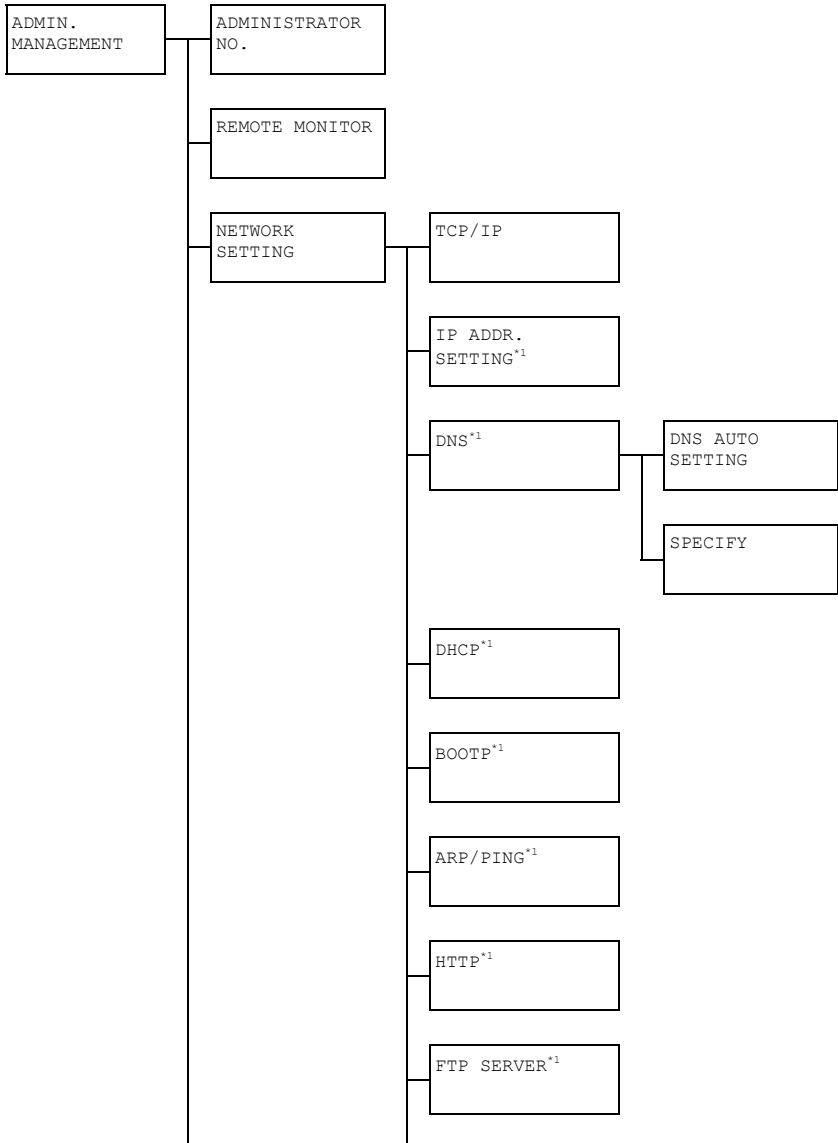 ADMIN.
MANAGEMENT
ADMINISTRATOR
NO.
REMOTE MONITOR
NETWORK
SETTING
TCP/IP
IP ADDR.
SETTING*1
DNS*1
DNS AUTO
SETTING
SPECIFY
DHCP*1
BOOTP*1
ARP/PING*1
HTTP*1
FTP SERVER*1